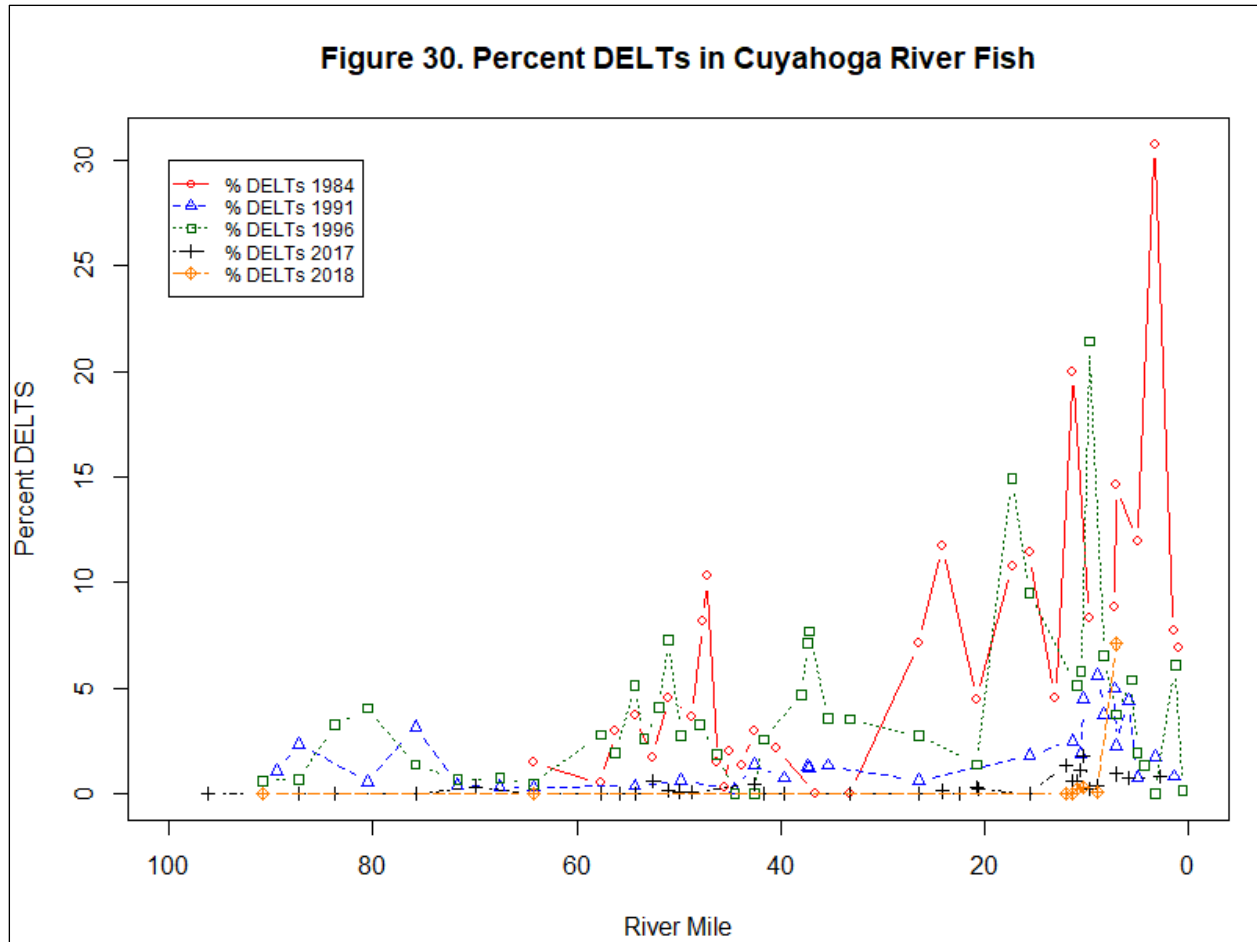 Figure 30. Percent DELTs in Cuyahoga River Fish
% DELTs 1984
% DELTs 1991
% DELTs 1996
% DELTs 2017
% DELTs 2018
Percent DELTS
30
25
20
15
10
5
0
100 80 60 40 20 0
River Mile